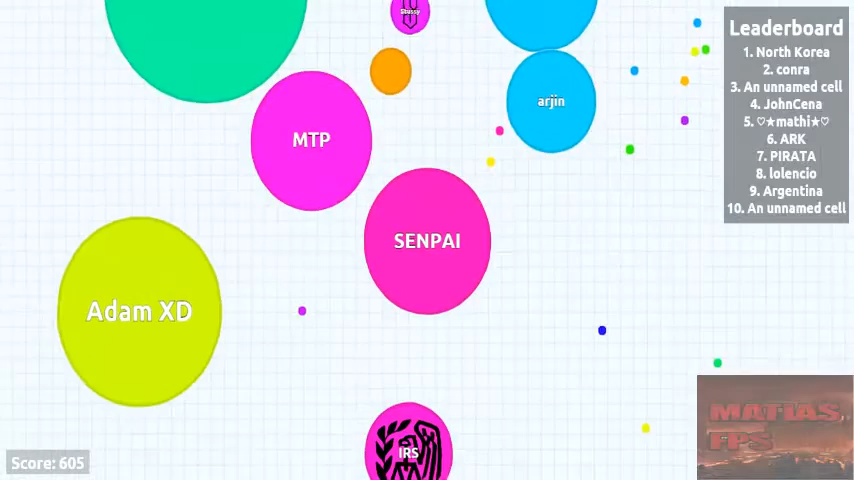 Stussy
Leaderboard
1. North Korea
2. conra
3. An unnamed cell
4. JohnCena
5. ♡★mathi★♡
6. ARK
7. PIRATA
8. lolencio
9. Argentina
10. An unnamed cell
arjin
MTP
SENPAI
Adam XD
MATIAS
FPS
IRS
Score: 605